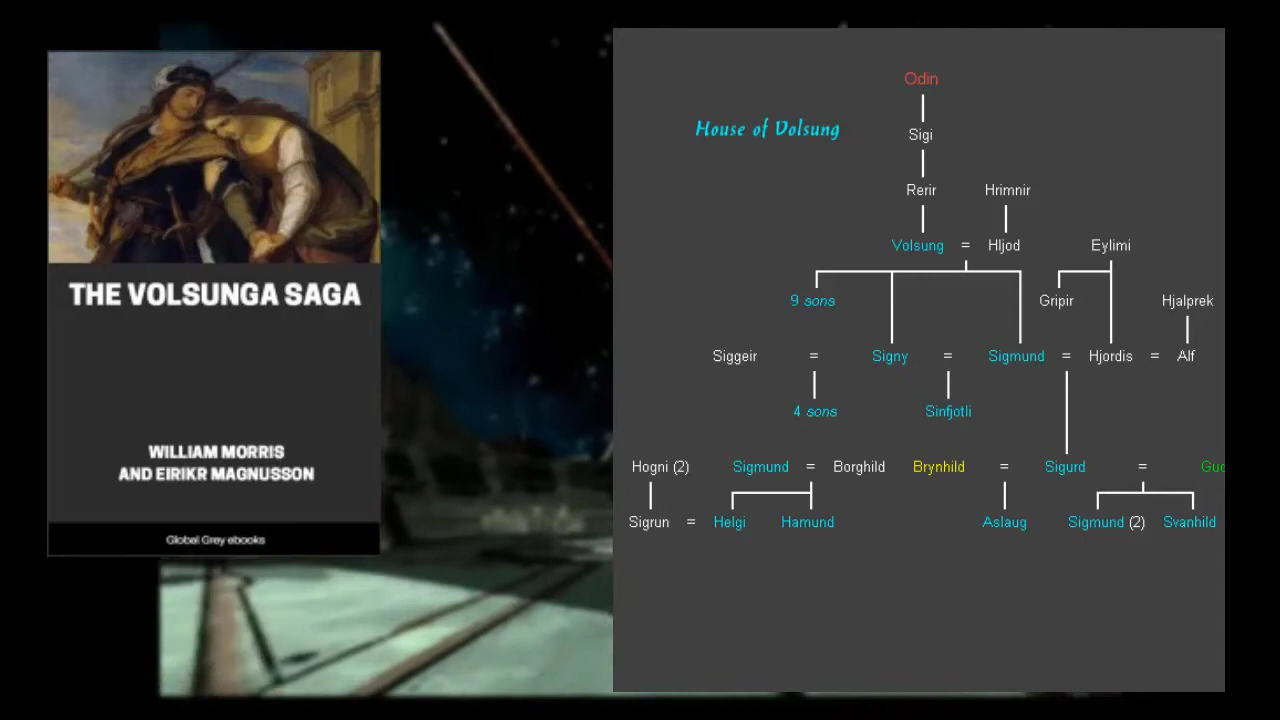 THE VOLSUNGA SAGA
WILLIAM MORRIS
AND EIRIKR MAGNUSSON
Global Grey ebooks
Odin
House of Volsung
Sigi
Rerir Hrimnir
Volsung = Hljod Eylimi
9 sons Gripir Hjalprek
Siggeir = Signy = Sigmund = Hjordis = Alf
4 sons Sinfjotli
Hogni (2) Sigmund = Borghild Brynhild = Sigurd =
Sigrun = Helgi Hamund Aslaug Sigmund (2) Svanhild